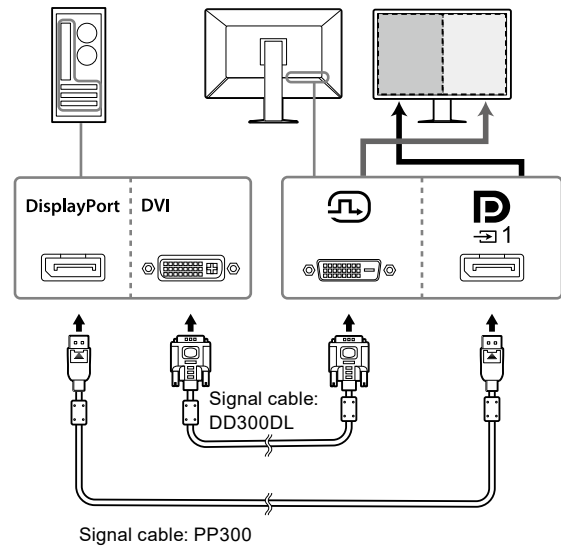 DisplayPort
DVI
1
Signal cable:
DD300DL
Signal cable: PP300